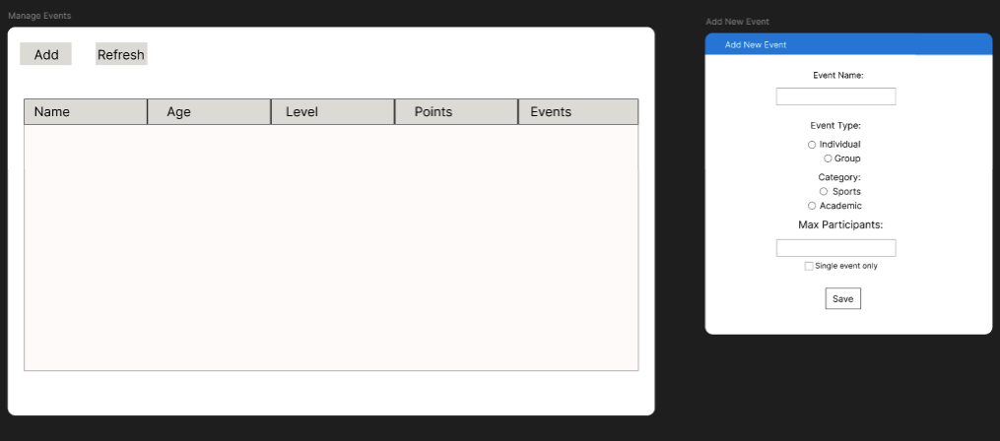 Manage Events
Add Refresh
Name Age Level Points Events
Add New Event
Add New Event
Event Name:
Event Type:
Individual
Group
Category:
Sports
Academic
Max Participants:
Single event only
Save